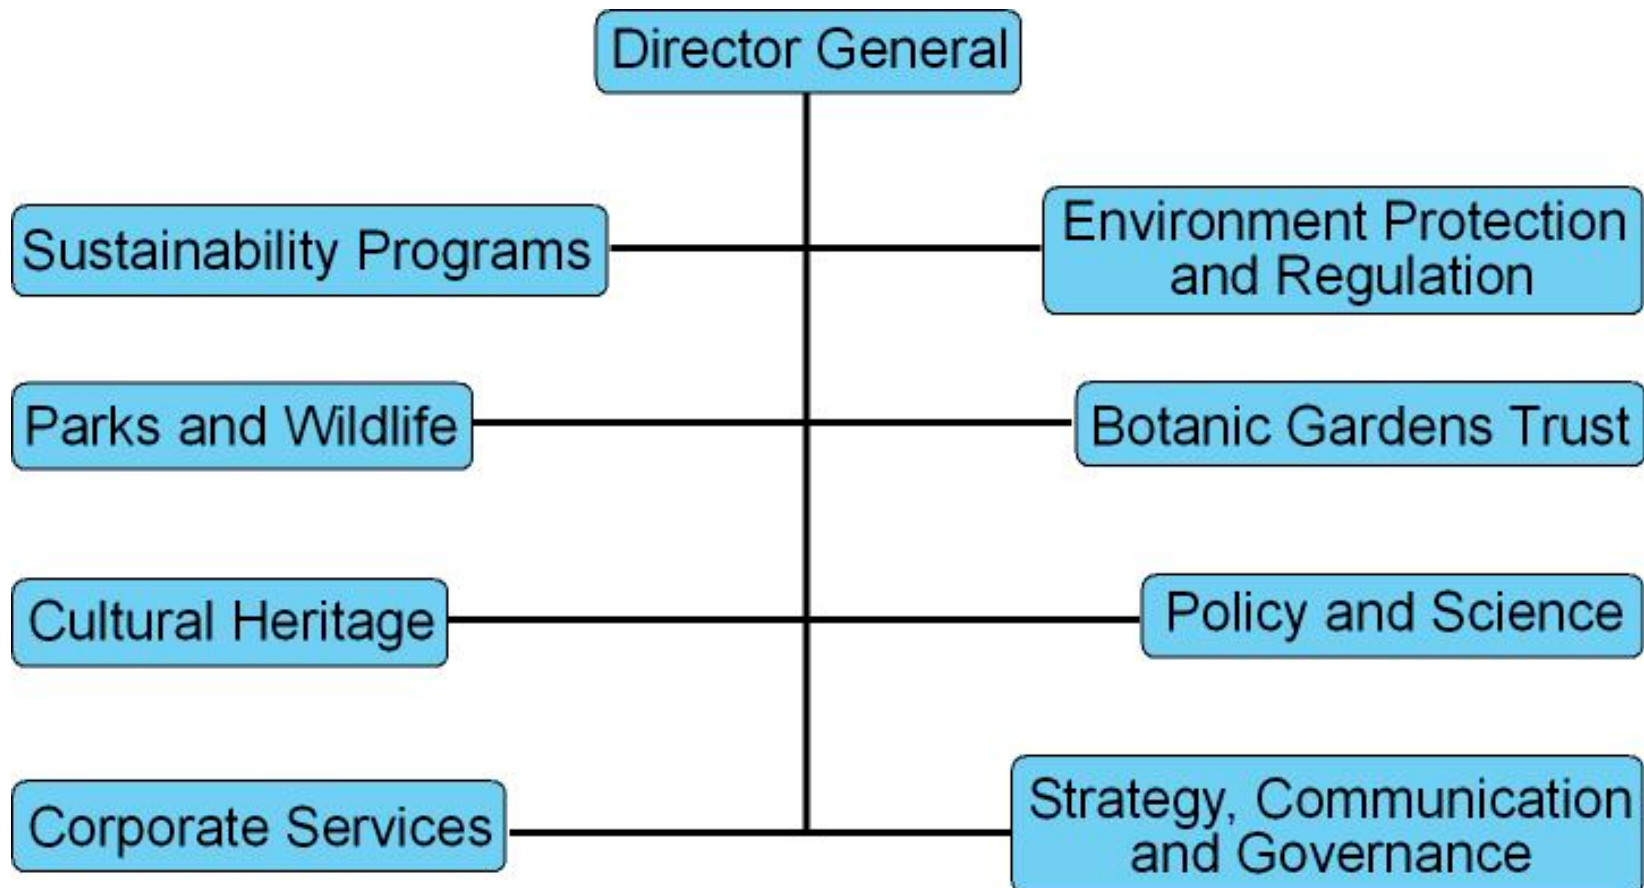 Director General
Sustainability Programs
Environment Protection
and Regulation
Parks and Wildlife
Botanic Gardens Trust
Cultural Heritage
Policy and Science
Corporate Services
Strategy, Communication
and Governance